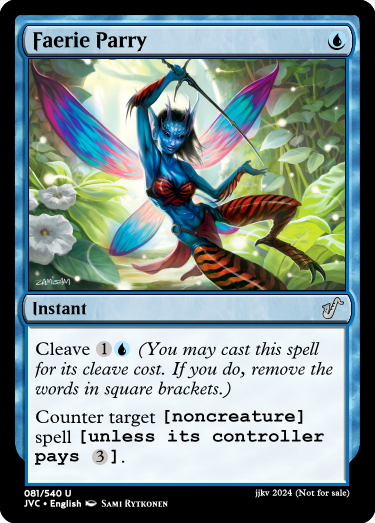 Faerie Parry
ZAMISAM
Instant
Cleave 1 (You may cast this spell
for its cleave cost. If you do, remove the
words in square brackets.)
Counter target [noncreature]
spell [unless its controller
pays 3].
081/540 U
JVC • English Sami Rytkonen
jjkv 2024 (Not for sale)